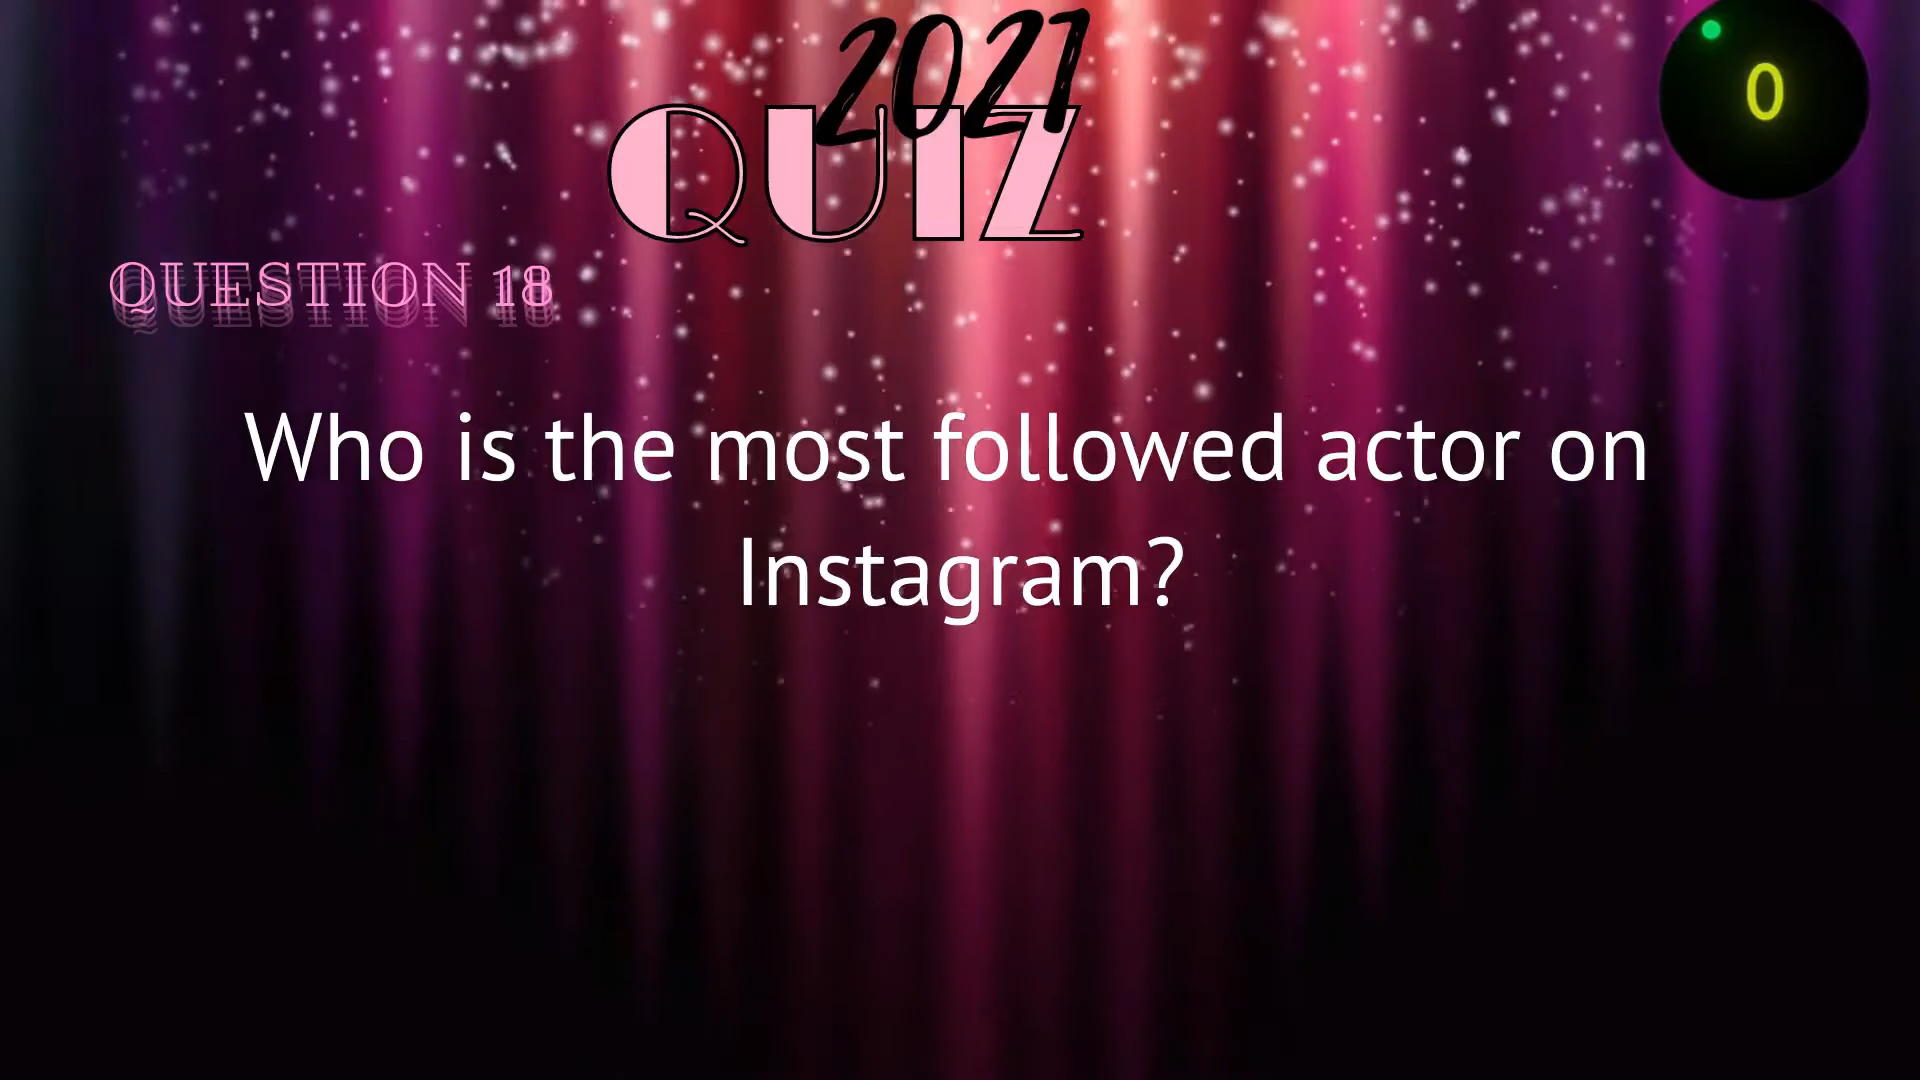 2021
QUIZ
0
QUESTION 18
Who is the most followed actor on
Instagram?